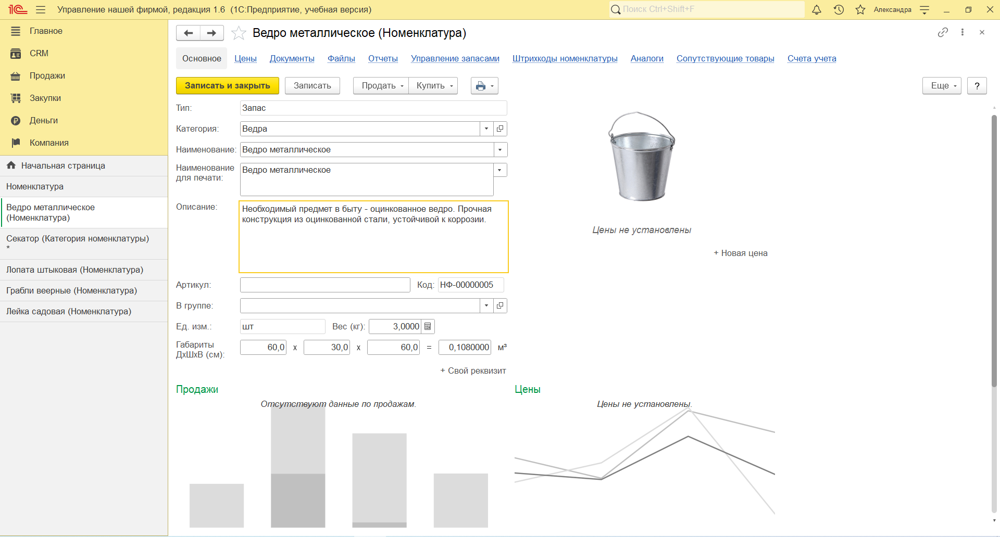 1С Управление нашей фирмой, редакция 1.6 (1С:Предприятие, учебная версия) Поиск Ctrl+Shift+F Александра
Главное
CRM
Продажи
Закупки
Деньги
Компания
Начальная страница
Номенклатура
Ведро металлическое
(Номенклатура)
Секатор (Категория номенклатуры)
*
Лопата штыковая (Номенклатура)
Грабли веерные (Номенклатура)
Лейка садовая (Номенклатура)
Ведро металлическое (Номенклатура)
Основное Цены Документы Файлы Отчеты Управление запасами Штрихкоды номенклатуры Аналоги Сопутствующие товары Счета учета
Записать и закрыть Записать Продать Купить Еще ?
Тип: Запас
Категория: Ведра
Наименование: Ведро металлическое
Наименование
для печати: Ведро металлическое
Описание: Необходимый предмет в быту - оцинкованное ведро. Прочная
конструкция из оцинкованной стали, устойчивой к коррозии.
Цены не установлены
+ Новая цена
Артикул: Код: НФ-00000005
В группе:
Ед. изм.: шт Вес (кг): 3,0000
Габариты
ДхШхВ (см): 60,0 x 30,0 x 60,0 = 0,1080000 м³
+ Свой реквизит
Продажи
Отсутствуют данные по продажам.
Цены
Цены не установлены.